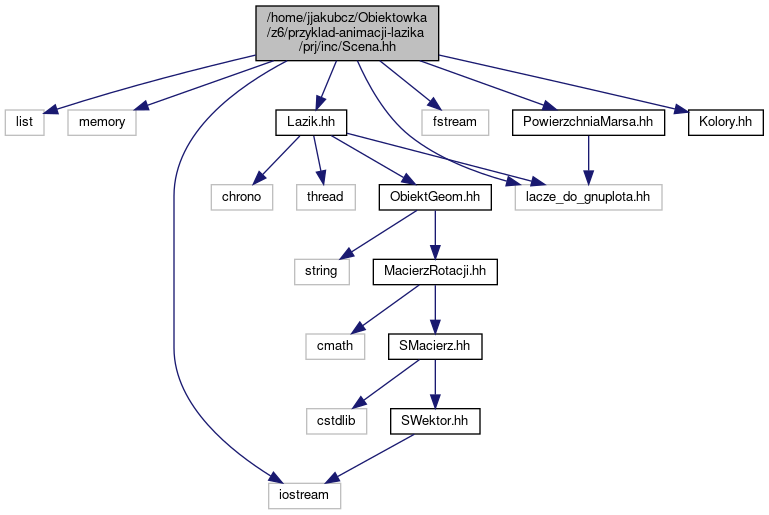 /home/jjakubcz/Obiektowka
/z6/przyklad-animacji-lazika
/prj/inc/Scena.hh
list
memory
Lazik.hh
fstream
PowierzchniaMarsa.hh
Kolory.hh
chrono
thread
ObiektGeom.hh
lacze_do_gnuplota.hh
string
MacierzRotacji.hh
cmath
SMacierz.hh
cstdlib
SWektor.hh
iostream